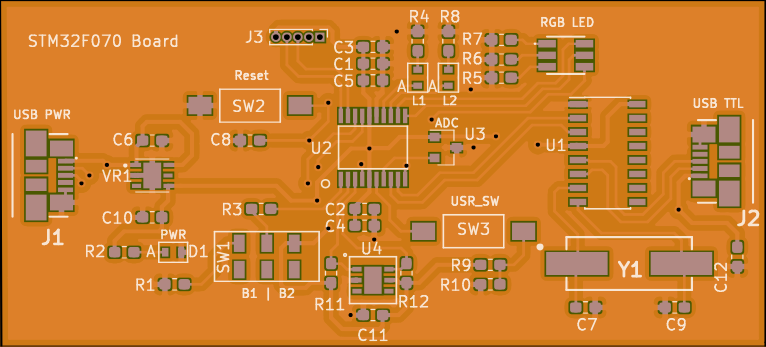 R4 R8
RGB LED
STM32F070 Board
J3
C3
R7
C1
R6
C5
R5
Reset
A
A
L1 L2
SW2
USB PWR
USB TTL
ADC
C6
C8
U2
U3
U1
VR1
C10
R3
C2
USR_SW
C4
J1
J2
PWR
SW3
R2
A
D1
SW1
U4
R9
Y1
C12
R1
B1 | B2
R11
R12
R10
C11
C7
C9